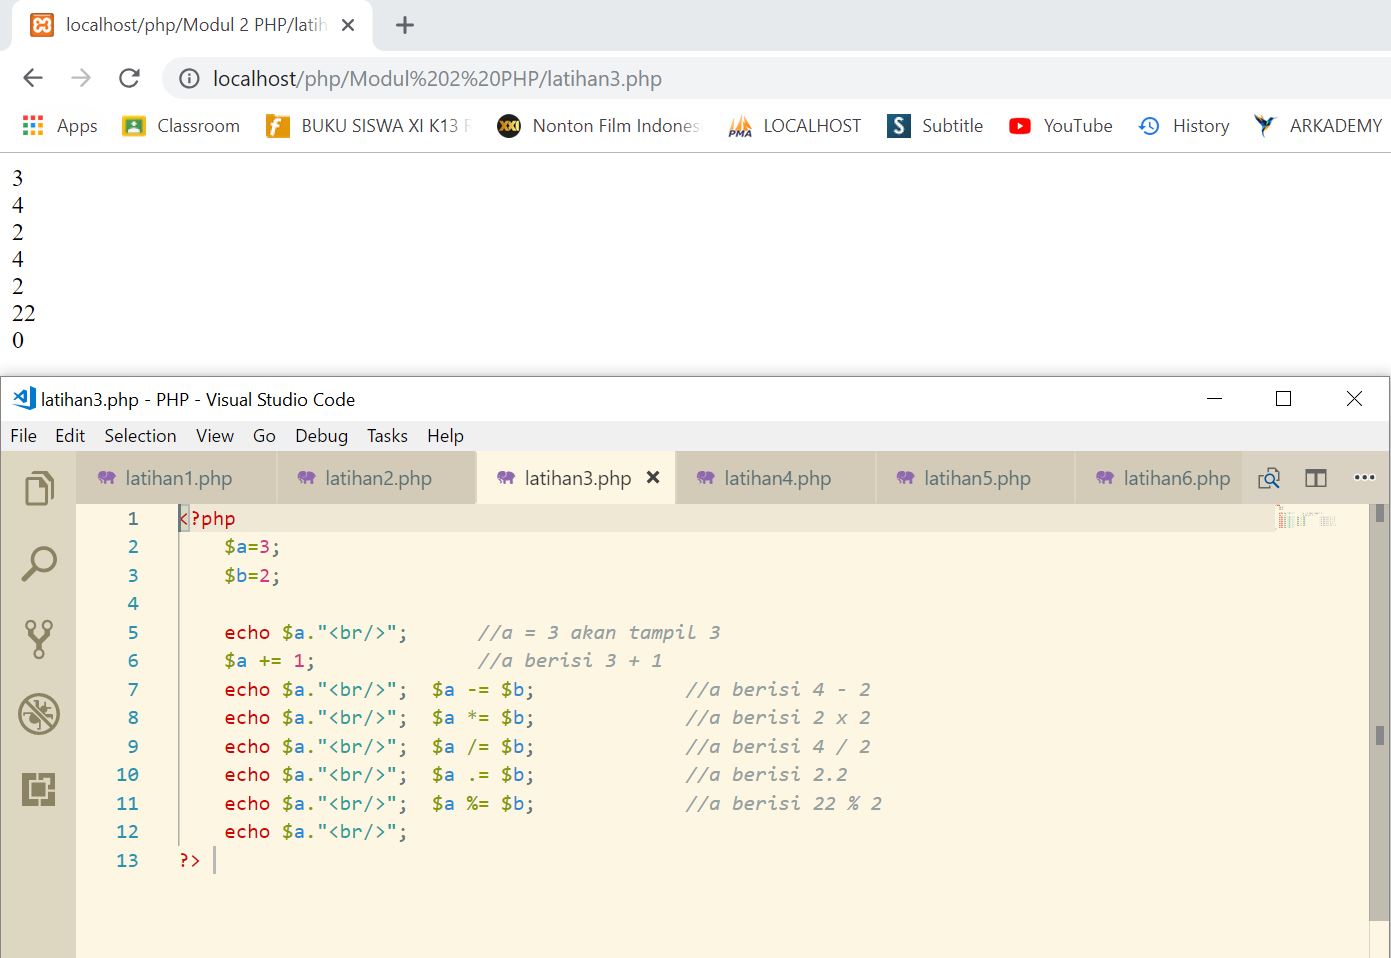 localhost/php/Modul 2 PHP/latih
localhost/php/Modul%202%20PHP/latihan3.php
Apps Classroom BUKU SISWA XI K13 Nonton Film Indones PMA LOCALHOST S Subtitle YouTube History ARKADEMY
3
4
2
4
2
22
0
latihan3.php - PHP - Visual Studio Code
File Edit Selection View Go Debug Tasks Help
latihan1.php latihan2.php latihan3.php latihan4.php latihan5.php latihan6.php
1 <?php
2 $a=3;
3 $b=2;
4
5 echo $a."<br/>"; //a = 3 akan tampil 3
6 $a += 1; //a berisi 3 + 1
7 echo $a."<br/>"; $a -= $b; //a berisi 4 - 2
8 echo $a."<br/>"; $a *= $b; //a berisi 2 x 2
9 echo $a."<br/>"; $a /= $b; //a berisi 4 / 2
10 echo $a."<br/>"; $a .= $b; //a berisi 2.2
11 echo $a."<br/>"; $a %= $b; //a berisi 22 % 2
12 echo $a."<br/>";
13 ?>